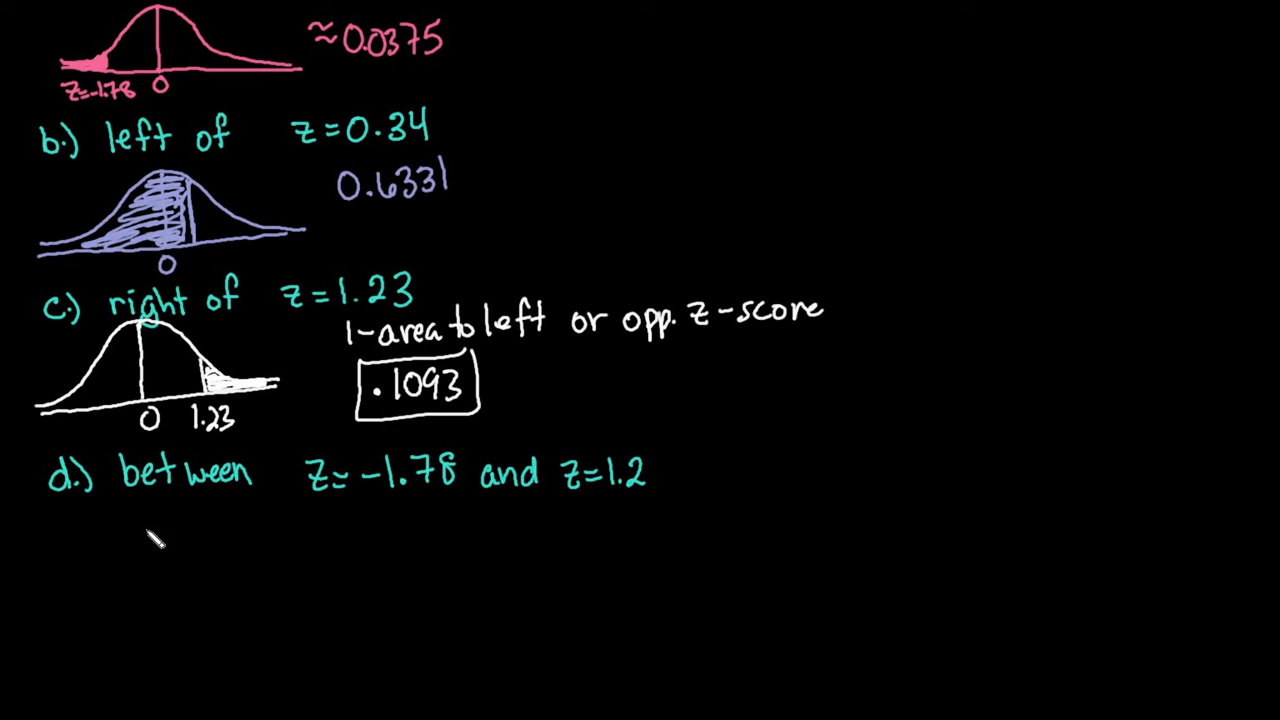 ≈0.0375
z=-1.78 0
b.) left of z=0.34
0.6331
0
c.) right of z=1.23
1-area to left or opp. z-score
.1093
0 1.23
d.) between z=-1.78 and z=1.2